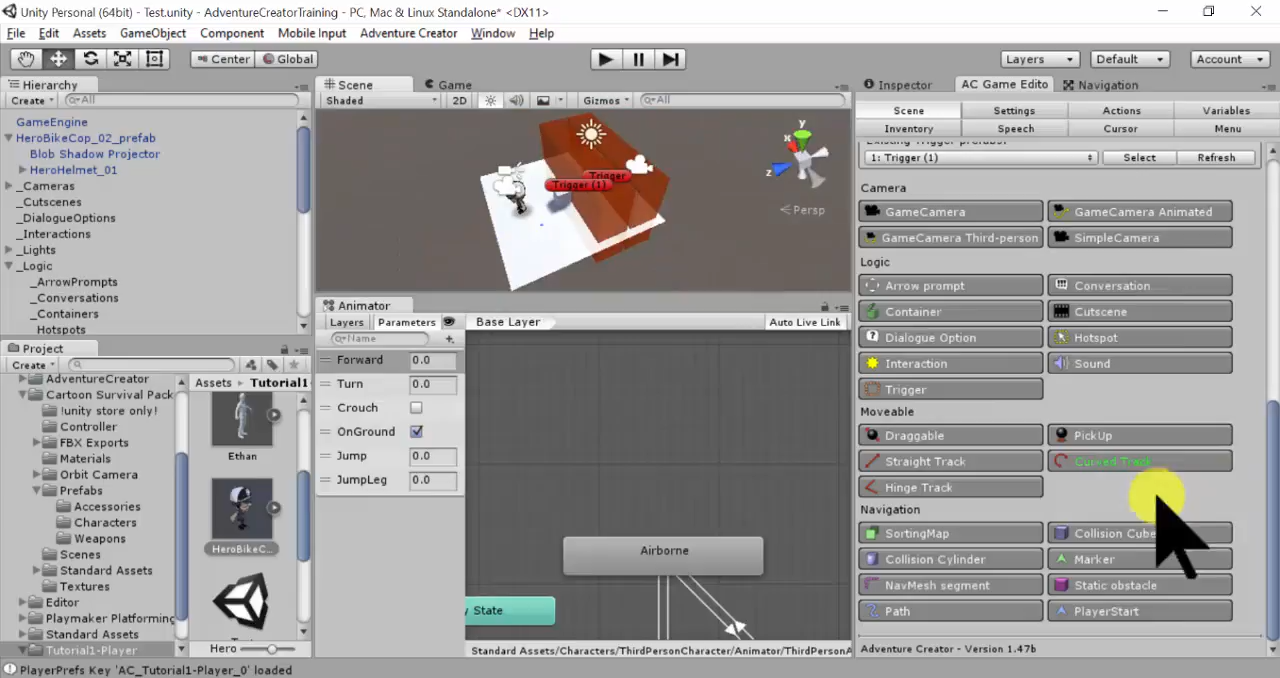 Unity Personal (64bit) - Test.unity - AdventureCreatorTraining - PC, Mac & Linux Standalone* <DX11>
File Edit Assets GameObject Component Mobile Input Adventure Creator Window Help
Center Global Layers Default Account
Hierarchy
Create All
GameEngine
HeroBikeCop_02_prefab
Blob Shadow Projector
HeroHelmet_01
_Cameras
_Cutscenes
_DialogueOptions
_Interactions
_Lights
_Logic
_ArrowPrompts
_Conversations
_Containers
Hotspots
Project
Create
AdventureCreator
Cartoon Survival Pack
!unity store only!
Controller
FBX Exports
Materials
Orbit Camera
Prefabs
Accessories
Characters
Weapons
Scenes
Standard Assets
Textures
Editor
Playmaker Platforming
Standard Assets
Tutorial1-Player
Assets Tutorial1
Ethan
HeroBikeC...
Hero
Scene Game
Shaded 2D Gizmos All
Trigger
Trigger (1)
y
x
z
Persp
Animator
Layers Parameters Base Layer Auto Live Link
Name
Forward 0.0
Turn 0.0
Crouch
OnGround
Jump 0.0
JumpLeg 0.0
Airborne
y State
Standard Assets/Characters/ThirdPersonCharacter/Animator/ThirdPersonA
Inspector AC Game Edito Navigation
Scene Settings Actions Variables
Inventory Speech Cursor Menu
Existing Trigger prefabs:
1: Trigger (1) Select Refresh
Camera
GameCamera GameCamera Animated
GameCamera Third-person SimpleCamera
Logic
Arrow prompt Conversation
Container Cutscene
Dialogue Option Hotspot
Interaction Sound
Trigger
Moveable
Draggable PickUp
Straight Track Curved Track
Hinge Track
Navigation
SortingMap Collision Cube
Collision Cylinder Marker
NavMesh segment Static obstacle
Path PlayerStart
Adventure Creator - Version 1.47b
PlayerPrefs Key 'AC_Tutorial1-Player_0' loaded